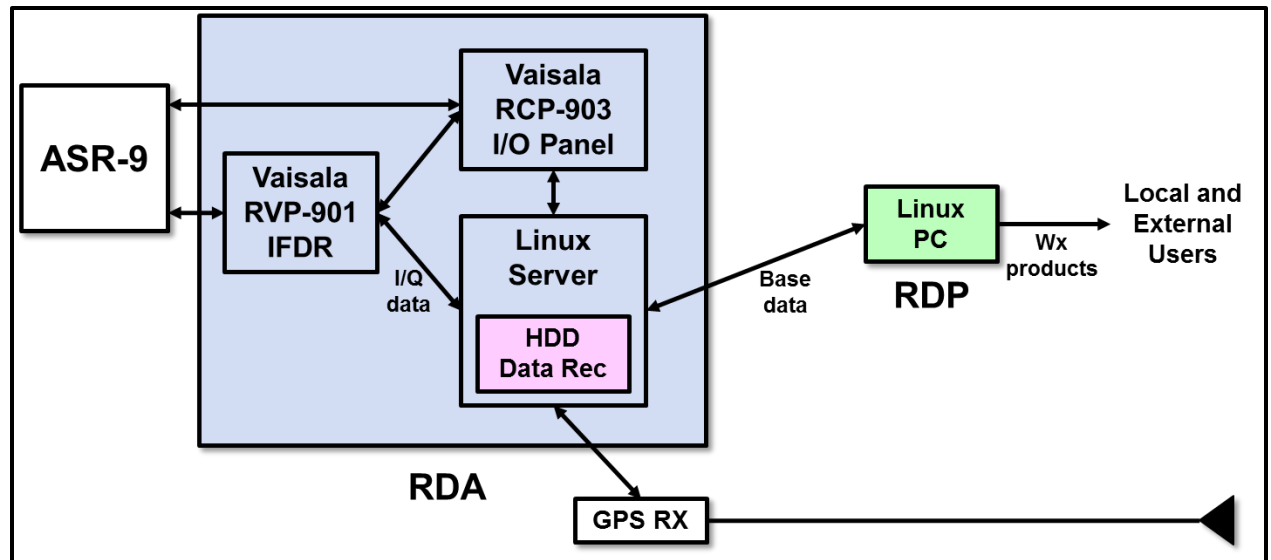 ASR-9
Vaisala
RCP-903
I/O Panel
Vaisala
RVP-901
IFDR
I/Q
data
Linux
Server
HDD
Data Rec
RDA
Base
data
Linux
PC
RDP
Wx
products
Local and
External
Users
GPS RX